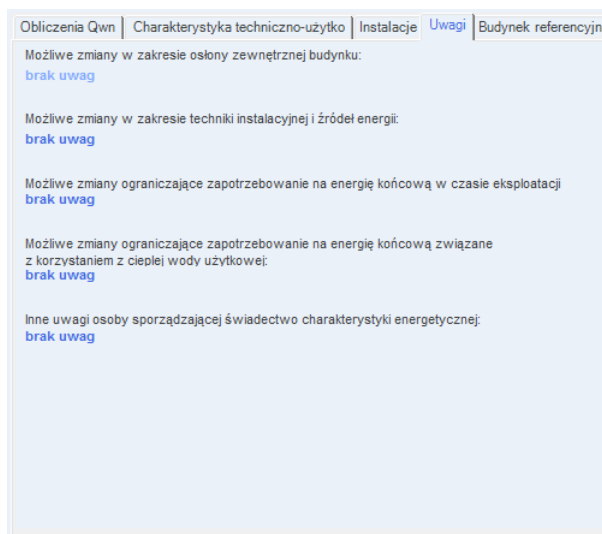 Obliczenia Qwn Charakterystyka techniczno-użytko Instalacje Uwagi Budynek referencyjn
Możliwe zmiany w zakresie osłony zewnętrznej budynku:
brak uwag
Możliwe zmiany w zakresie techniki instalacyjnej i źródeł energii:
brak uwag
Możliwe zmiany ograniczające zapotrzebowanie na energię końcową w czasie eksploatacji
brak uwag
Możliwe zmiany ograniczające zapotrzebowanie na energię końcową związane
z korzystaniem z ciepłej wody użytkowej:
brak uwag
Inne uwagi osoby sporządzającej świadectwo charakterystyki energetycznej:
brak uwag